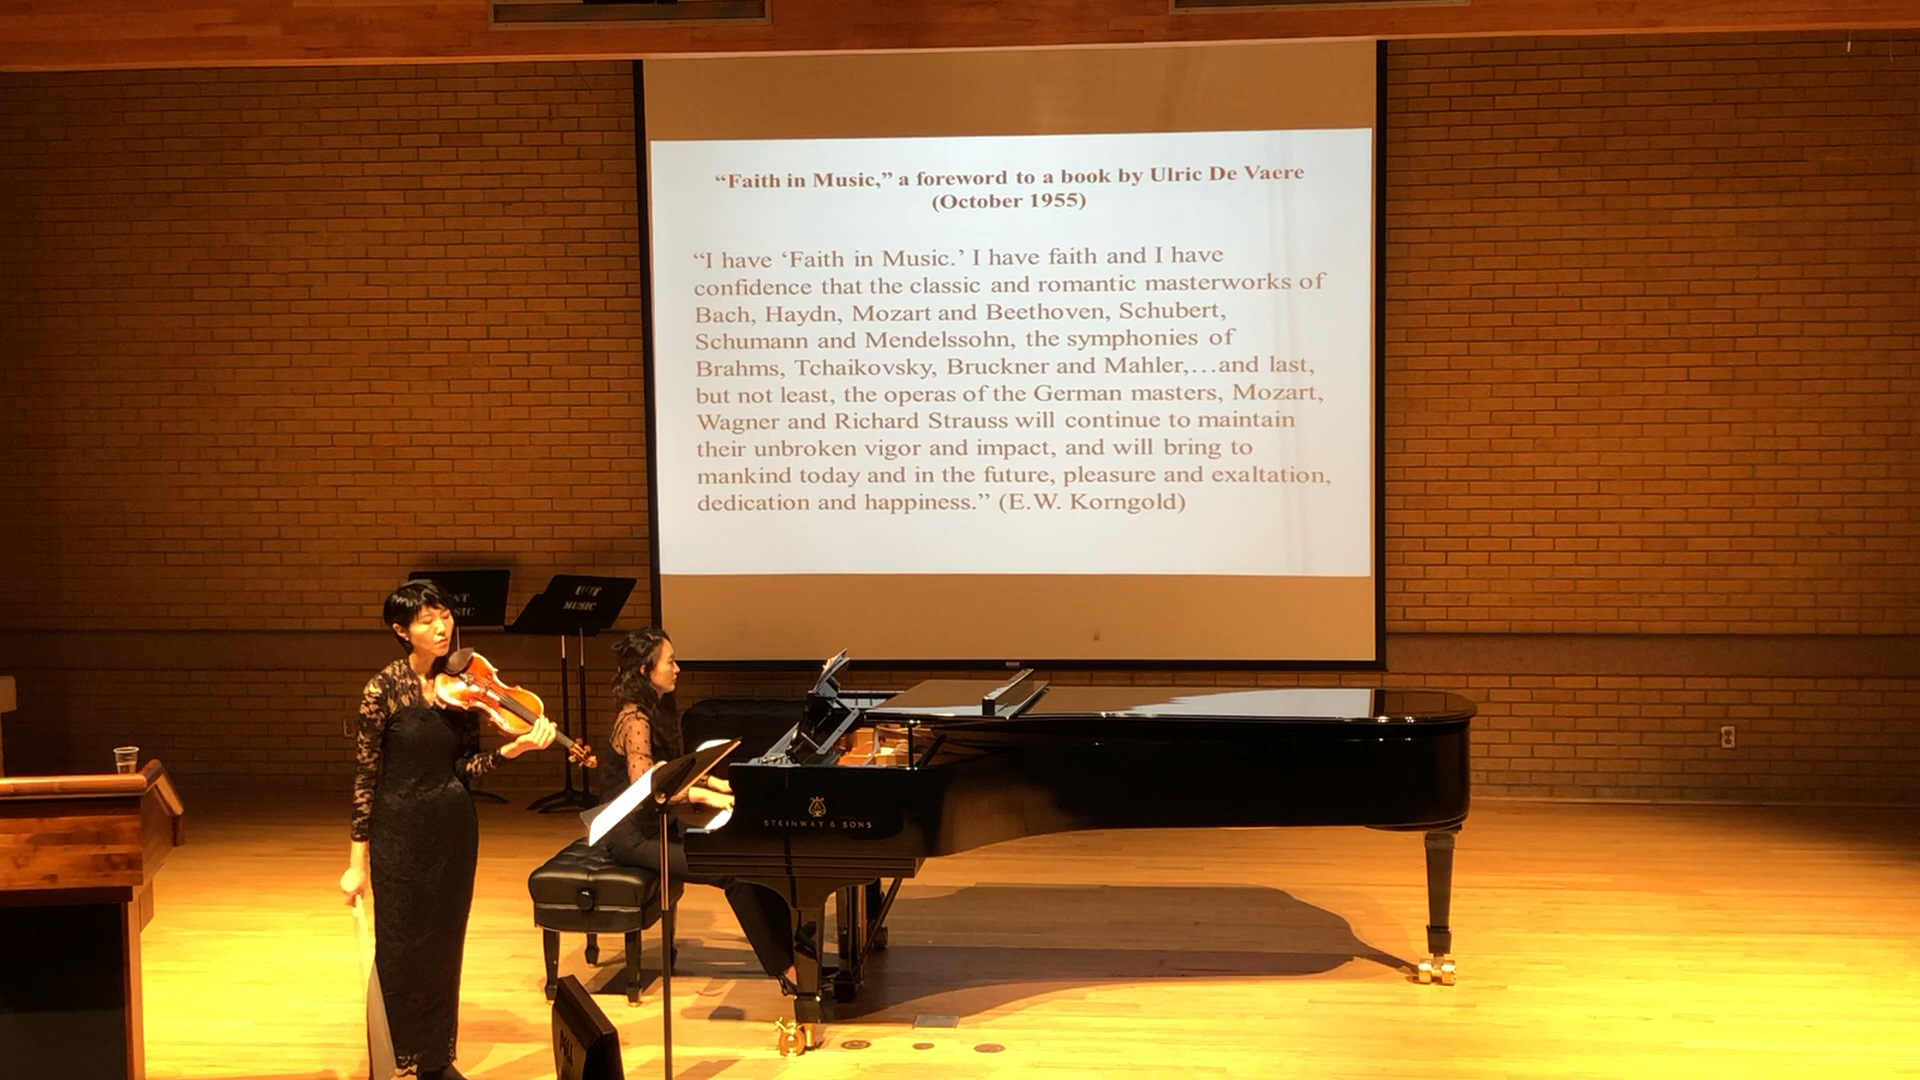 “Faith in Music,” a foreword to a book by Ulric De Vaere
(October 1955)
“I have ‘Faith in Music.’ I have faith and I have
confidence that the classic and romantic masterworks of
Bach, Haydn, Mozart and Beethoven, Schubert,
Schumann and Mendelssohn, the symphonies of
Brahms, Tchaikovsky, Bruckner and Mahler,…and last,
but not least, the operas of the German masters, Mozart,
Wagner and Richard Strauss will continue to maintain
their unbroken vigor and impact, and will bring to
mankind today and in the future, pleasure and exaltation,
dedication and happiness.” (E.W. Korngold)
MUSIC
STEINWAY & SONS
DELL